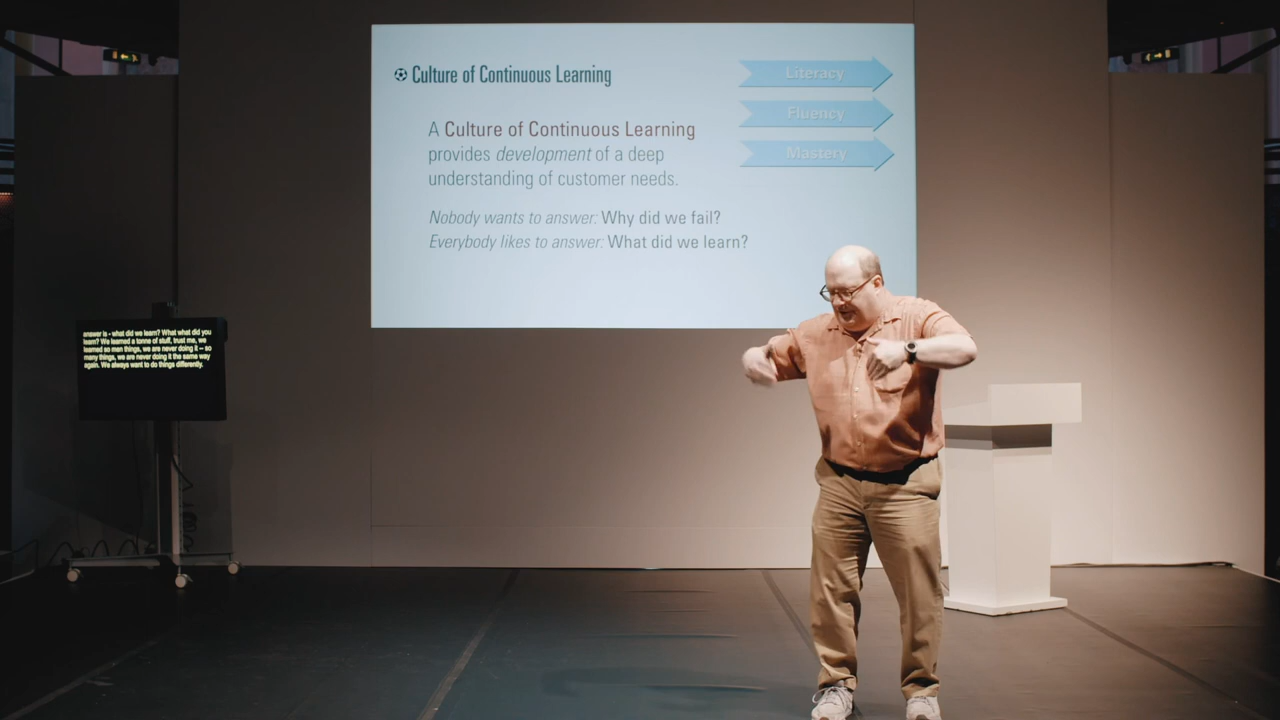 Culture of Continuous Learning
Literacy
Fluency
Mastery
A Culture of Continuous Learning
provides development of a deep
understanding of customer needs.
Nobody wants to answer: Why did we fail?
Everybody likes to answer: What did we learn?
answer is - what did we learn? What what did you
learn? We learned a tonne of stuff, trust me, we
learned so men things, we are never doing it -- so
many things, we are never doing it the same way
again. We always want to do things differently.